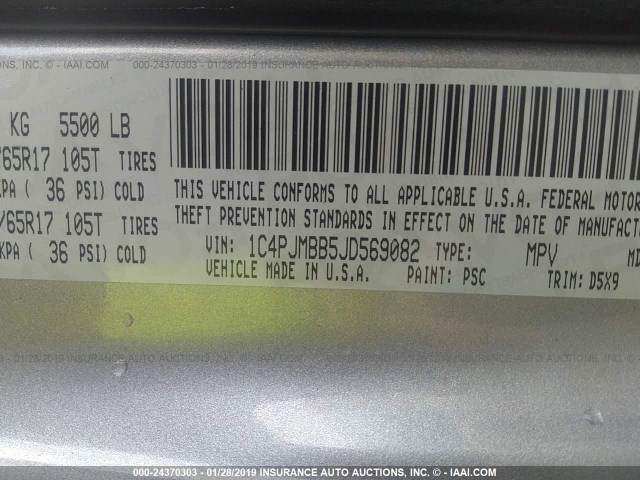 TIONS, INC. © - IAAI.COM 000-24370303 - 01/28/2019 INSURANCE AUTO AUCTIONS, INC. © - IAAI.COM
KG 5500 LB
65R17 105T TIRES
KPA ( 36 PSI) COLD
/65R17 105T TIRES
KPA ( 36 PSI) COLD
THIS VEHICLE CONFORMS TO ALL APPLICABLE U.S.A. FEDERAL MOTOR
THEFT PREVENTION STANDARDS IN EFFECT ON THE DATE OF MANUFACT
VIN: 1C4PJMBB5JD569082 TYPE: MPV MD
VEHICLE MADE IN U.S.A. PAINT: PSC TRIM: D5X9
000-24370303 - 01/28/2019 INSURANCE AUTO AUCTIONS, INC. © - IAAI.COM